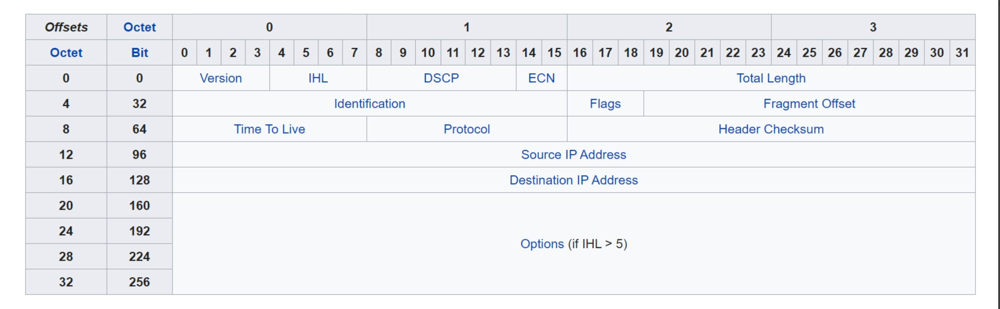 Offsets Octet 0 1 2 3
Octet Bit 0 1 2 3 4 5 6 7 8 9 10 11 12 13 14 15 16 17 18 19 20 21 22 23 24 25 26 27 28 29 30 31
0 0 Version IHL DSCP ECN Total Length
4 32 Identification Flags Fragment Offset
8 64 Time To Live Protocol Header Checksum
12 96 Source IP Address
16 128 Destination IP Address
20 160
24 192
Options (if IHL > 5)
28 224
32 256